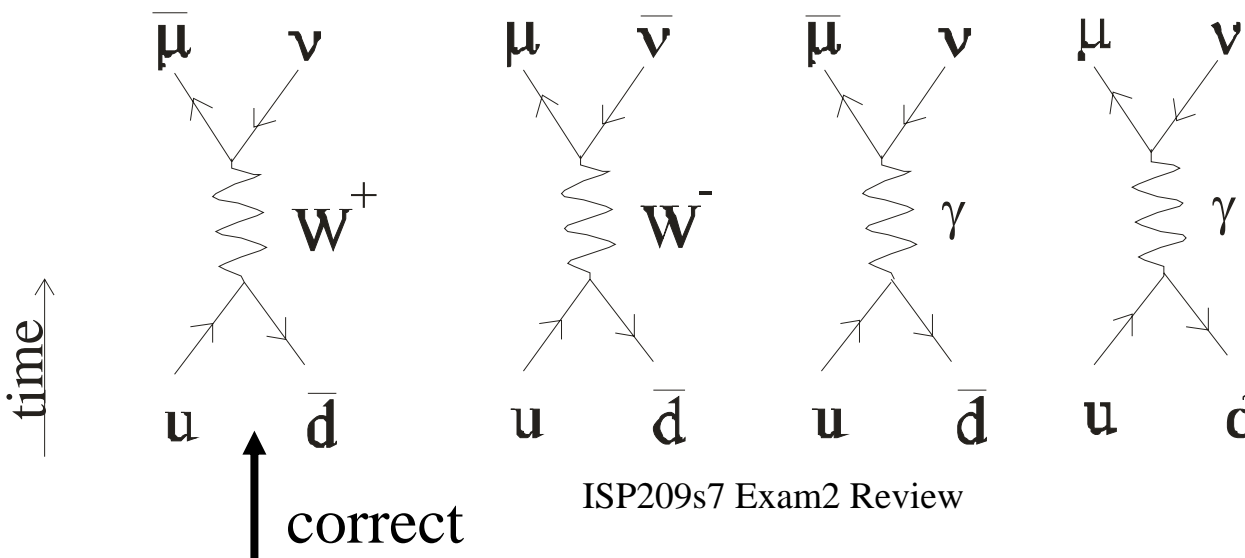 μ̅ ν μ ν̅ μ̅ ν μ ν
W⁺ W⁻ γ γ
time
u d̅ u d̅ u d̅ u
ISP209s7 Exam2 Review
correct